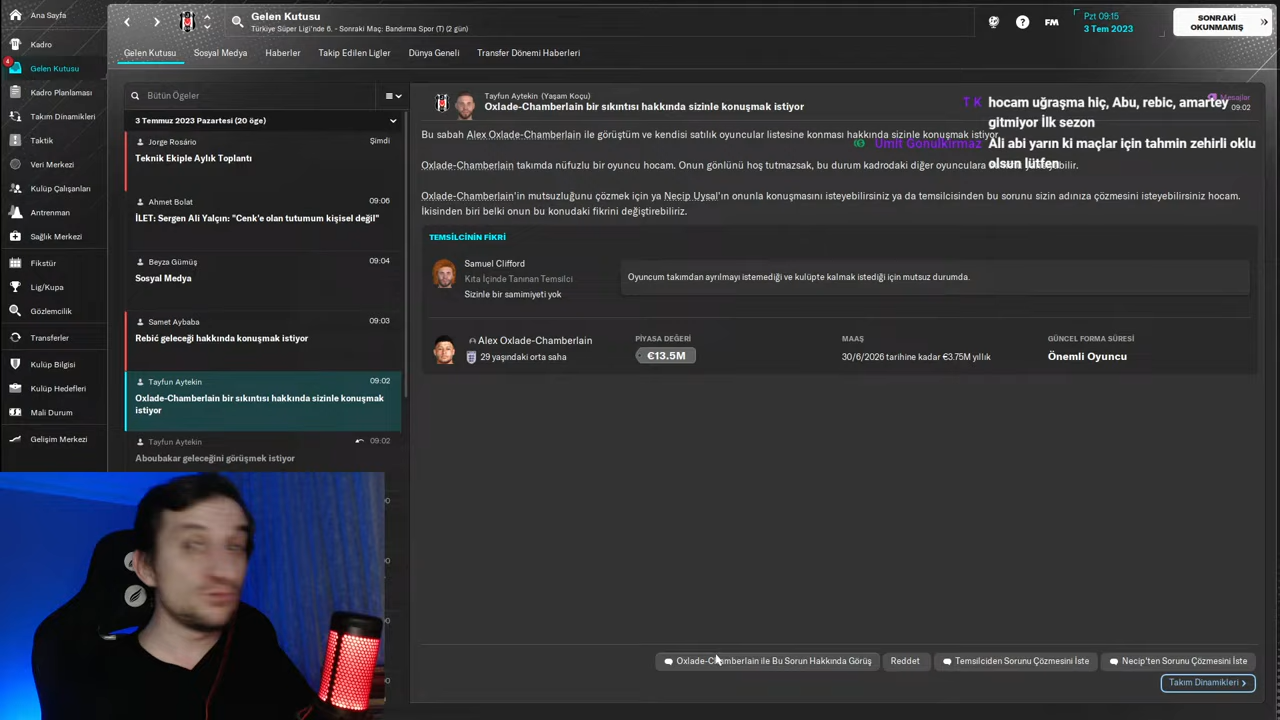 Ana Sayfa
Kadro
4
Gelen Kutusu
Kadro Planlaması
Takım Dinamikleri
Taktik
Veri Merkezi
Kulüp Çalışanları
Antrenman
Sağlık Merkezi
Fikstür
Lig/Kupa
Gözlemcilik
Transferler
Kulüp Bilgisi
Kulüp Hedefleri
Mali Durum
Gelişim Merkezi
Gelen Kutusu
Türkiye Süper Ligi'nde 6. - Sonraki Maç: Bandırma Spor (T) (2 gün)
FM
Pzt 09:15
3 Tem 2023
SONRAKİ
OKUNMAMIŞ
Gelen Kutusu
Sosyal Medya
Haberler
Takip Edilen Ligler
Dünya Geneli
Transfer Dönemi Haberleri
Bütün Ögeler
3 Temmuz 2023 Pazartesi (20 öge)
Jorge Rosário Şimdi
Teknik Ekiple Aylık Toplantı
Ahmet Bolat 09:06
İLET: Sergen Ali Yalçın: "Cenk'e olan tutumum kişisel değil"
Beyza Gümüş 09:04
Sosyal Medya
Samet Aybaba 09:03
Rebić geleceği hakkında konuşmak istiyor
Tayfun Aytekin 09:02
Oxlade-Chamberlain bir sıkıntısı hakkında sizinle konuşmak
istiyor
Tayfun Aytekin 09:02
Aboubakar geleceğini görüşmek istiyor
Tayfun Aytekin (Yaşam Koçu)
Oxlade-Chamberlain bir sıkıntısı hakkında sizinle konuşmak istiyor
Mesajlar
09:02
T K hocam uğraşma hiç, Abu, rebic, amartey
gitmiyor İlk sezon
Umit Gonulkirmaz Ali abi yarın ki maçlar için tahmin zehirli oklu
olsun lütfen
Bu sabah Alex Oxlade-Chamberlain ile görüştüm ve kendisi satılık oyuncular listesine konması hakkında sizinle konuşmak istiyor.
Oxlade-Chamberlain takımda nüfuzlu bir oyuncu hocam. Onun gönlünü hoş tutmazsak, bu durum kadrodaki diğer oyunculara
Oxlade-Chamberlain'in mutsuzluğunu çözmek için ya Necip Uysal'ın onunla konuşmasını isteyebilirsiniz ya da temsilcisinden bu sorunu sizin adınıza çözmesini isteyebilirsiniz hocam.
İkisinden biri belki onun bu konudaki fikrini değiştirebiliriz.
TEMSİLCİNİN FİKRİ
Samuel Clifford
Kıta İçinde Tanınan Temsilci
Sizinle bir samimiyeti yok
Oyuncum takımdan ayrılmayı istemediği ve kulüpte kalmak istediği için mutsuz durumda.
Alex Oxlade-Chamberlain
29 yaşındaki orta saha
PİYASA DEĞERİ
€13.5M
MAAŞ
30/6/2026 tarihine kadar €3.75M yıllık
GÜNCEL FORMA SÜRESİ
Önemli Oyuncu
Oxlade-Chamberlain ile Bu Sorun Hakkında Görüş
Reddet
Temsilciden Sorunu Çözmesini İste
Necip'ten Sorunu Çözmesini İste
Takım Dinamikleri